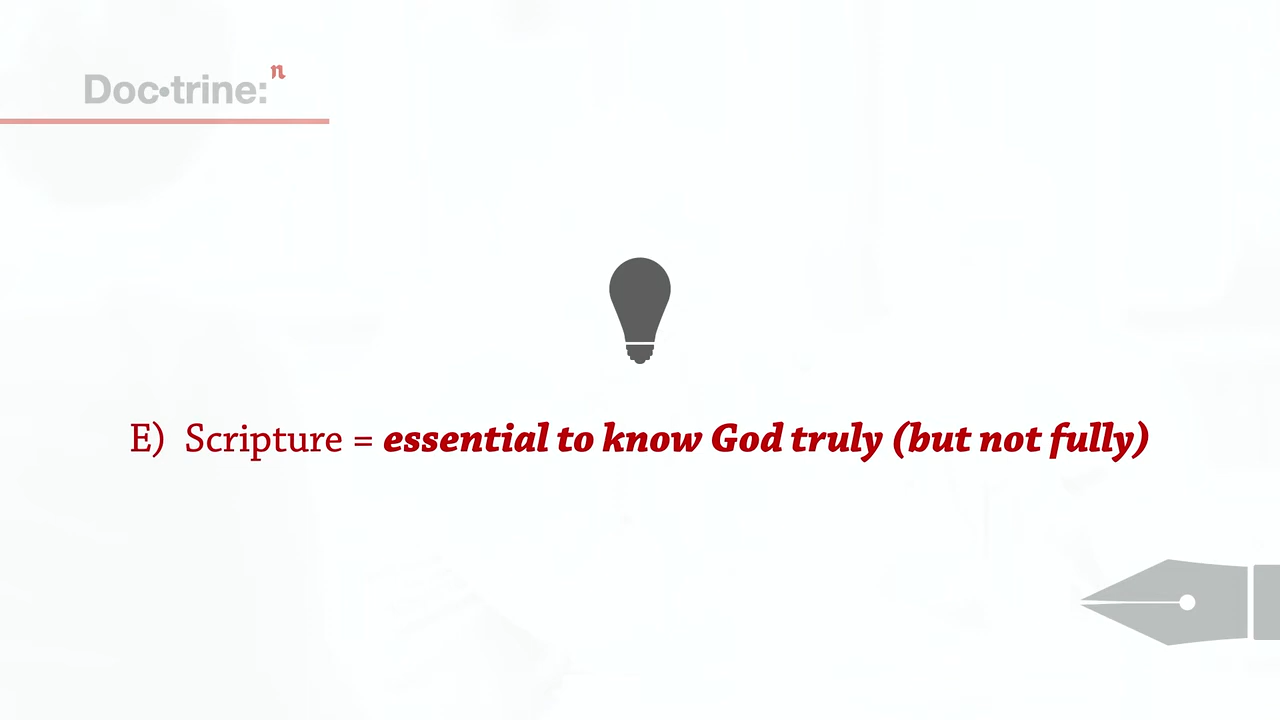 Doc•trine:n
E) Scripture = essential to know God truly (but not fully)